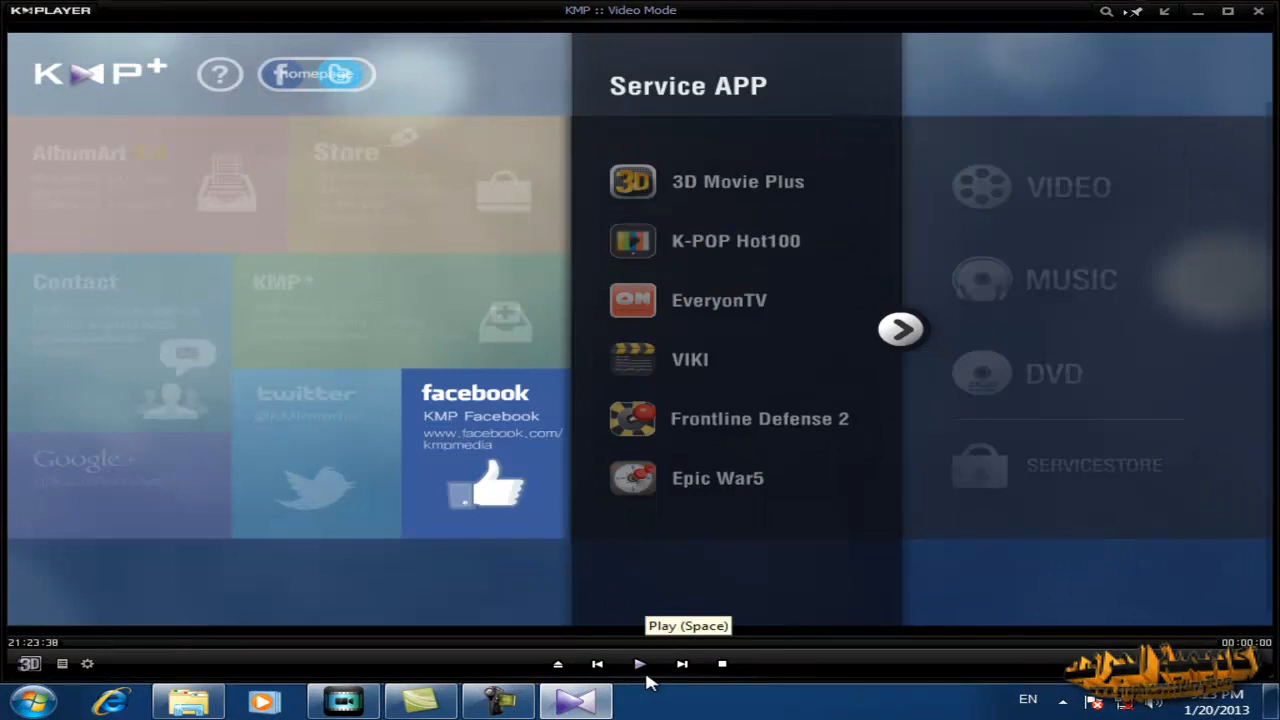 KMPLAYER
KMP :: Video Mode
KMP+
?
Homepage
Service APP
AlbumArt
Store
3D Movie Plus
VIDEO
K-POP Hot100
Contact
KMP+
MUSIC
ON
EveryonTV
VIKI
DVD
twitter
facebook
KMP Facebook
www.facebook.com/
kmpmedia
Frontline Defense 2
Google+
SERVICESTORE
Epic War5
Play (Space)
21:23:38
00:00:00
3D
EN
1/20/2013